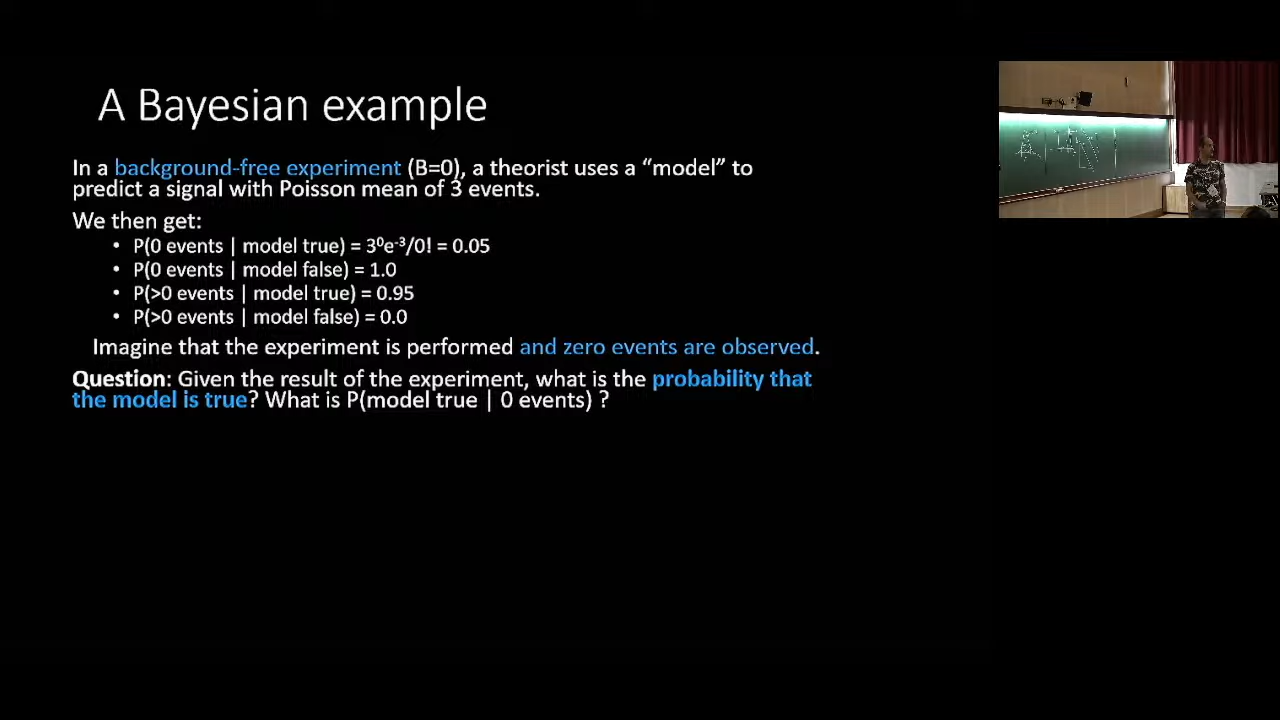 A Bayesian example
In a background-free experiment (B=0), a theorist uses a “model” to
predict a signal with Poisson mean of 3 events.
We then get:
• P(0 events | model true) = 3⁰e⁻³/0! = 0.05
• P(0 events | model false) = 1.0
• P(>0 events | model true) = 0.95
• P(>0 events | model false) = 0.0
Imagine that the experiment is performed and zero events are observed.
Question: Given the result of the experiment, what is the probability that
the model is true? What is P(model true | 0 events) ?